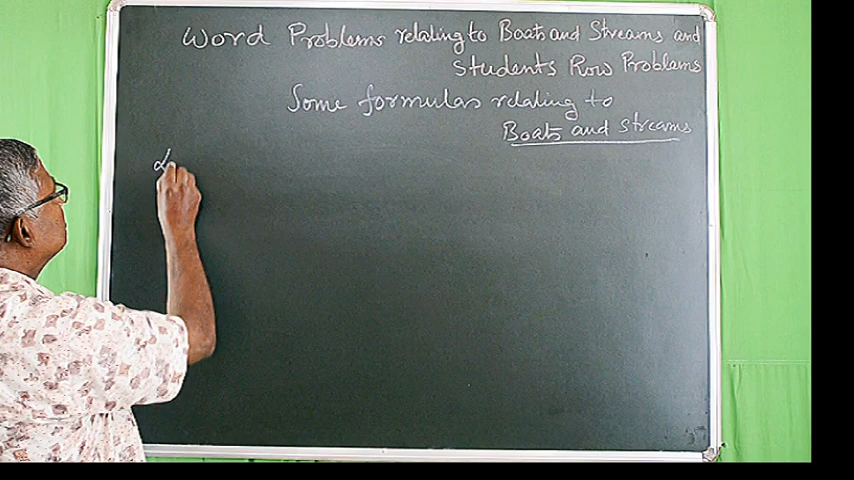 Word Problems relating to Boats and Streams and
Students Row Problems
Some formulas relating to
Boats and Streams